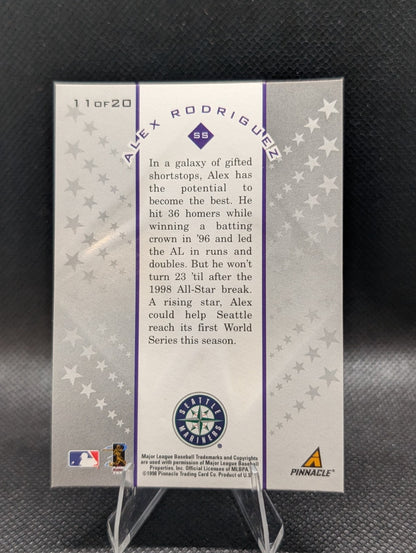 11 OF 20
ALEX RODRIGUEZ
SS
In a galaxy of gifted
shortstops, Alex has
the potential to
become the best. He
hit 36 homers while
winning a batting
crown in '96 and led
the AL in runs and
doubles. But he won't
turn 23 'til after the
1998 All-Star break.
A rising star, Alex
could help Seattle
reach its first World
Series this season.
SEATTLE
MARINERS
Major League Baseball Trademarks and Copyrights
are used with permission of Major League Baseball
Properties, Inc. Official Licensee of MLBPA
©1998 Pinnacle Trading Card Co. Product of U.S.
PINNACLE